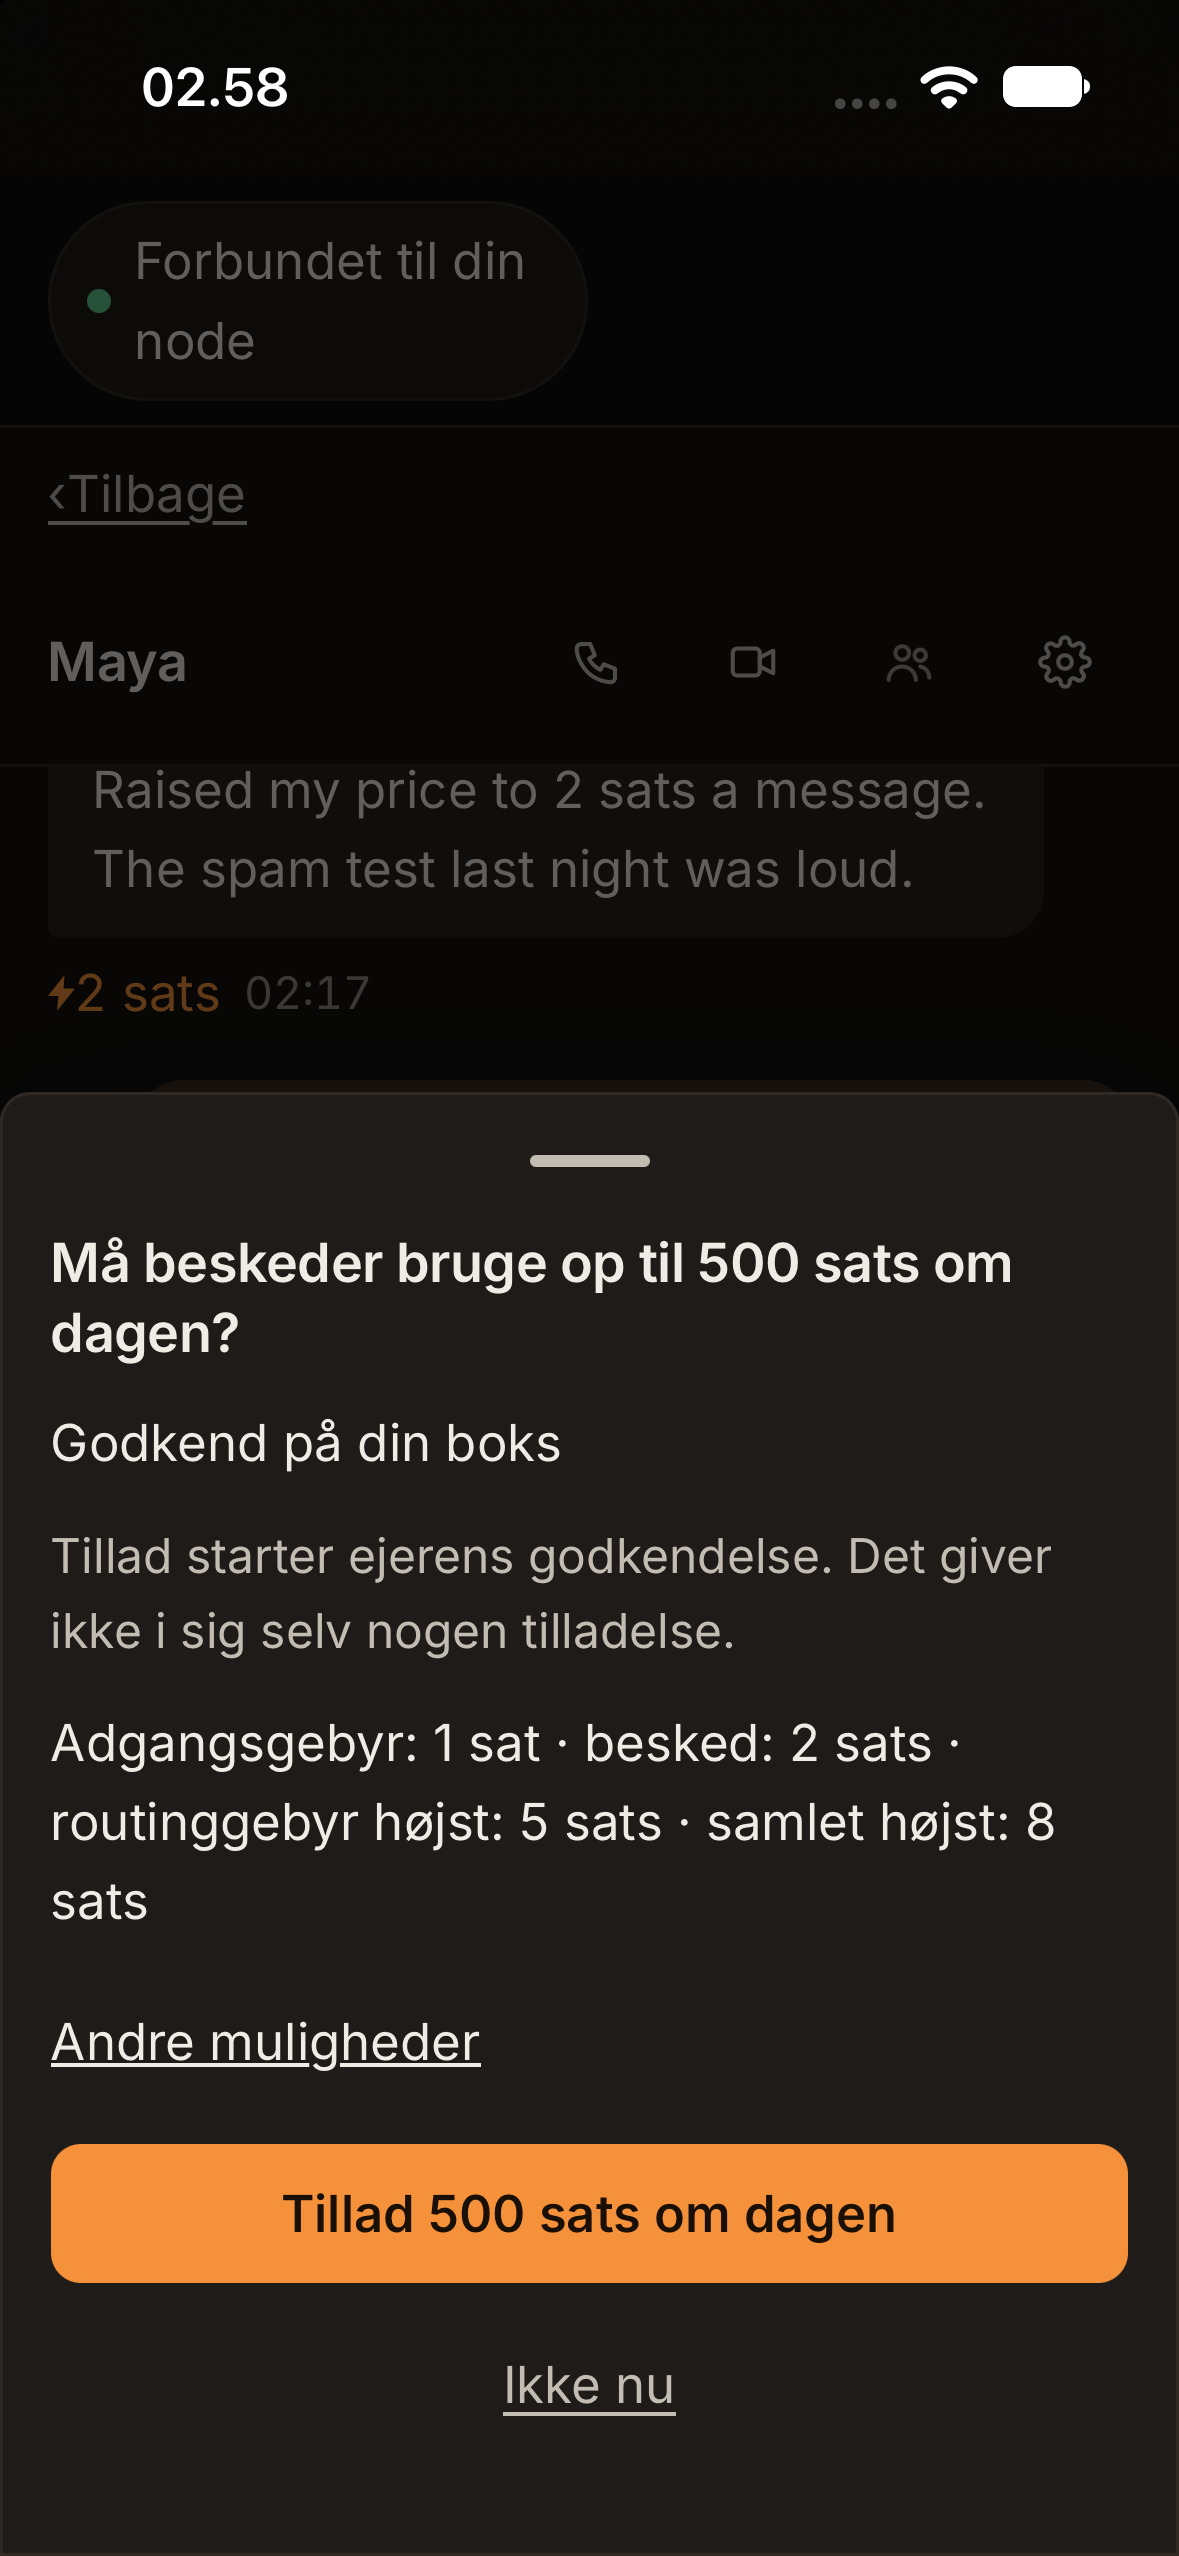 02.58
Forbundet til din
node
‹Tilbage
Maya
Raised my price to 2 sats a message.
The spam test last night was loud.
2 sats 02:17
Må beskeder bruge op til 500 sats om
dagen?
Godkend på din boks
Tillad starter ejerens godkendelse. Det giver
ikke i sig selv nogen tilladelse.
Adgangsgebyr: 1 sat · besked: 2 sats ·
routinggebyr højst: 5 sats · samlet højst: 8
sats
Andre muligheder
Tillad 500 sats om dagen
Ikke nu